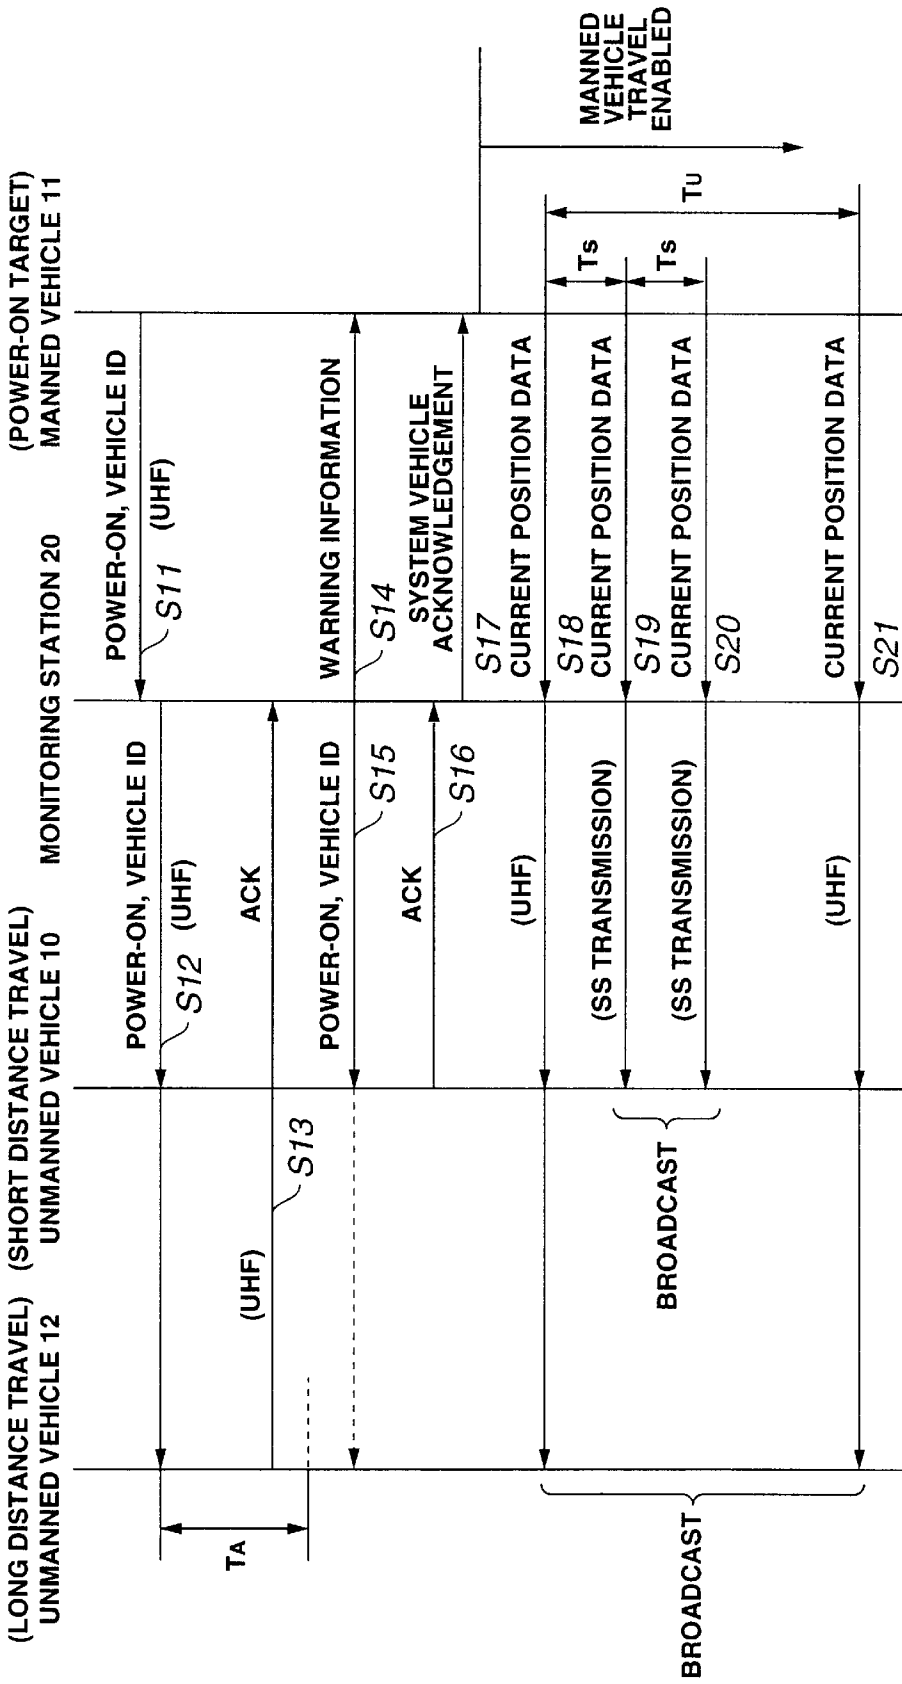 (LONG DISTANCE TRAVEL)
UNMANNED VEHICLE 12
(SHORT DISTANCE TRAVEL)
UNMANNED VEHICLE 10
MONITORING STATION 20
(POWER-ON TARGET)
MANNED VEHICLE 11
POWER-ON, VEHICLE ID
S11
(UHF)
POWER-ON, VEHICLE ID
S12
(UHF)
TA
(UHF)
S13
ACK
WARNING INFORMATION
S14
POWER-ON, VEHICLE ID
S15
ACK
S16
SYSTEM VEHICLE
ACKNOWLEDGEMENT
MANNED
VEHICLE
TRAVEL
ENABLED
S17
CURRENT POSITION DATA
(UHF)
S18
CURRENT POSITION DATA
(SS TRANSMISSION)
TS
S19
CURRENT POSITION DATA
(SS TRANSMISSION)
TS
S20
TU
BROADCAST
BROADCAST
CURRENT POSITION DATA
(UHF)
S21